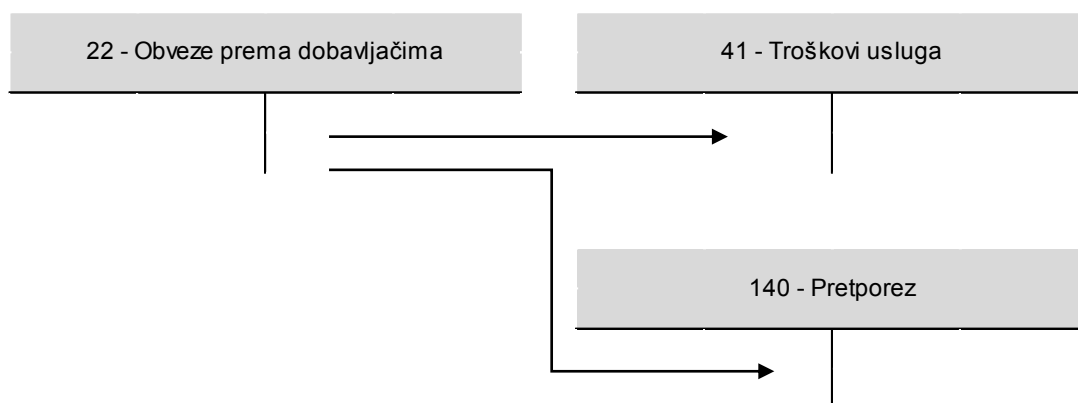 22 - Obveze prema dobavljačima
41 - Troškovi usluga
140 - Pretporez